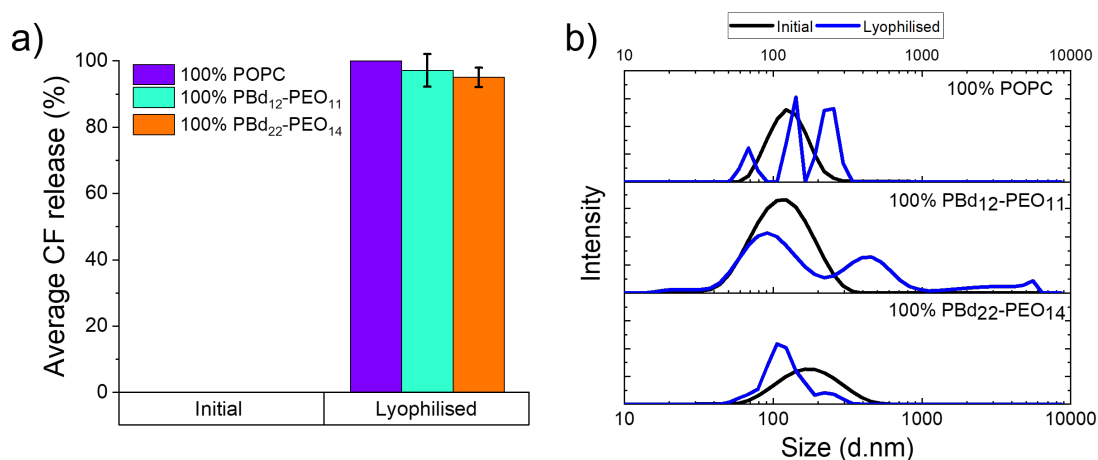 a)
Average CF release (%)
100
80
60
40
20
0
100% POPC
100% PBd₁₂-PEO₁₁
100% PBd₂₂-PEO₁₄
Initial
Lyophilised
b)
Initial
Lyophilised
10
100
1000
10000
Intensity
100% POPC
100% PBd₁₂-PEO₁₁
100% PBd₂₂-PEO₁₄
10
100
1000
10000
Size (d.nm)